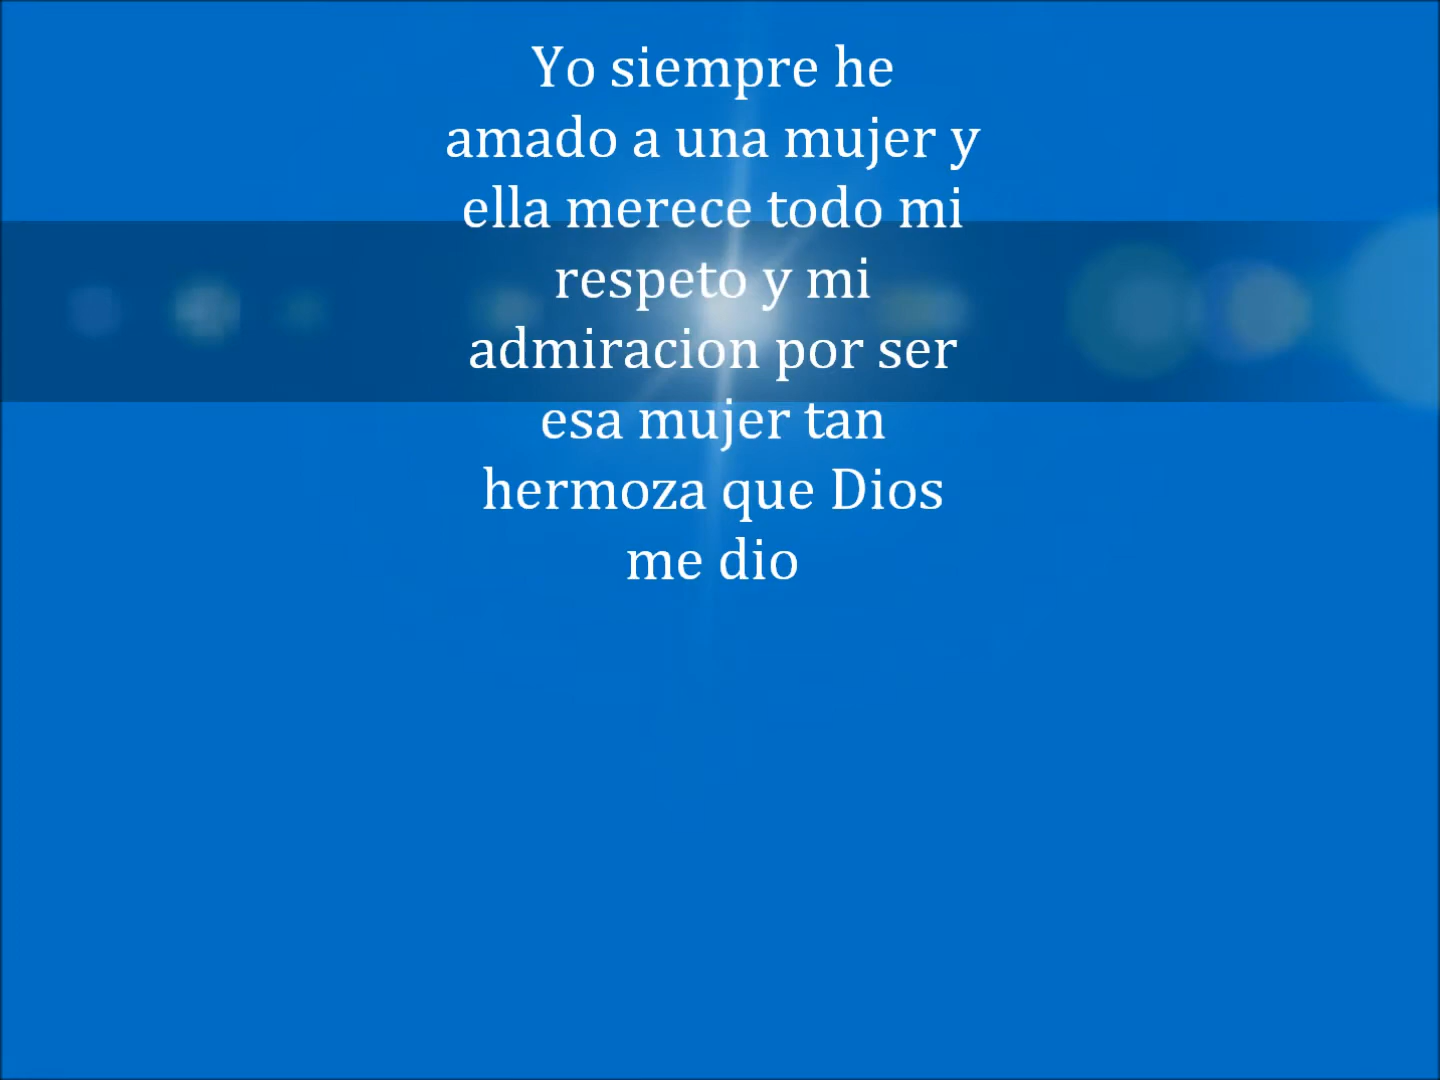 Yo siempre he
amado a una mujer y
ella merece todo mi
respeto y mi
admiracion por ser
esa mujer tan
hermoza que Dios
me dio